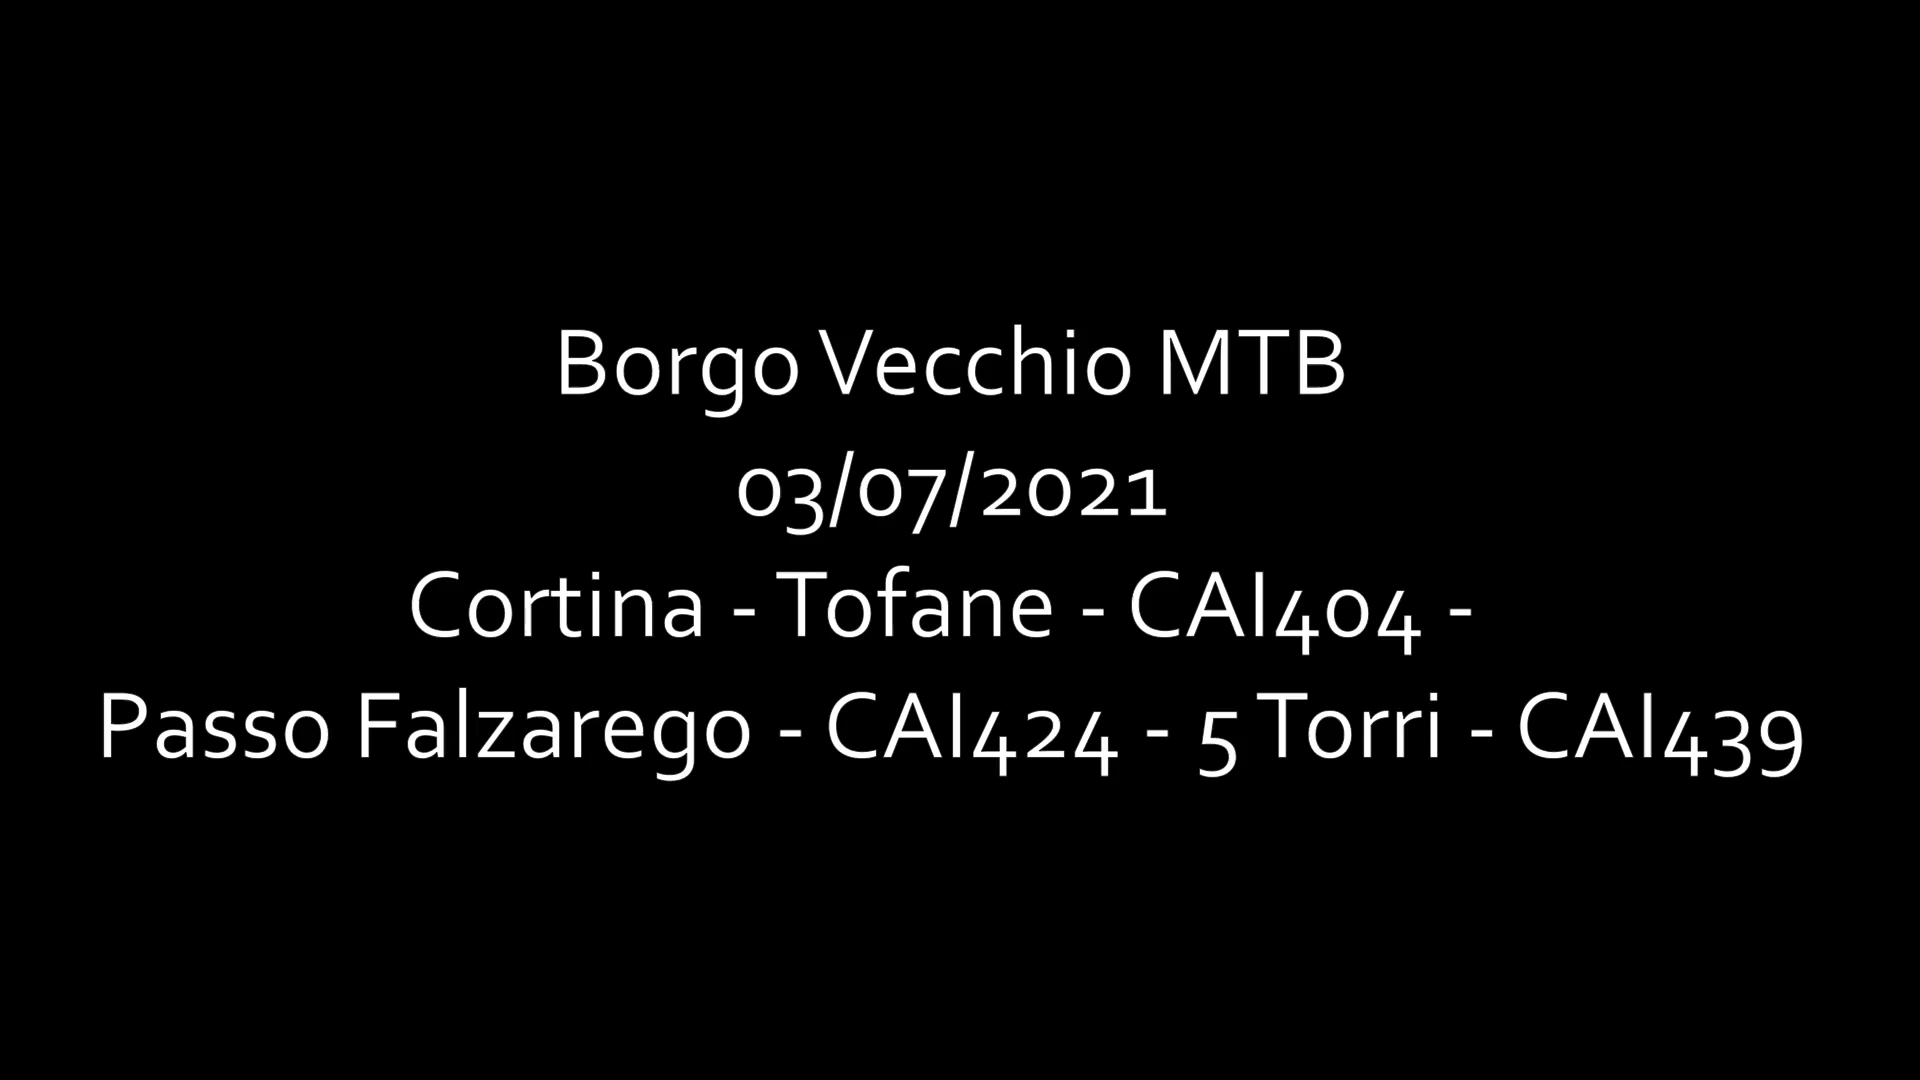 Borgo Vecchio MTB
03/07/2021
Cortina - Tofane - CAI404 -
Passo Falzarego - CAI424 - 5 Torri - CAI439